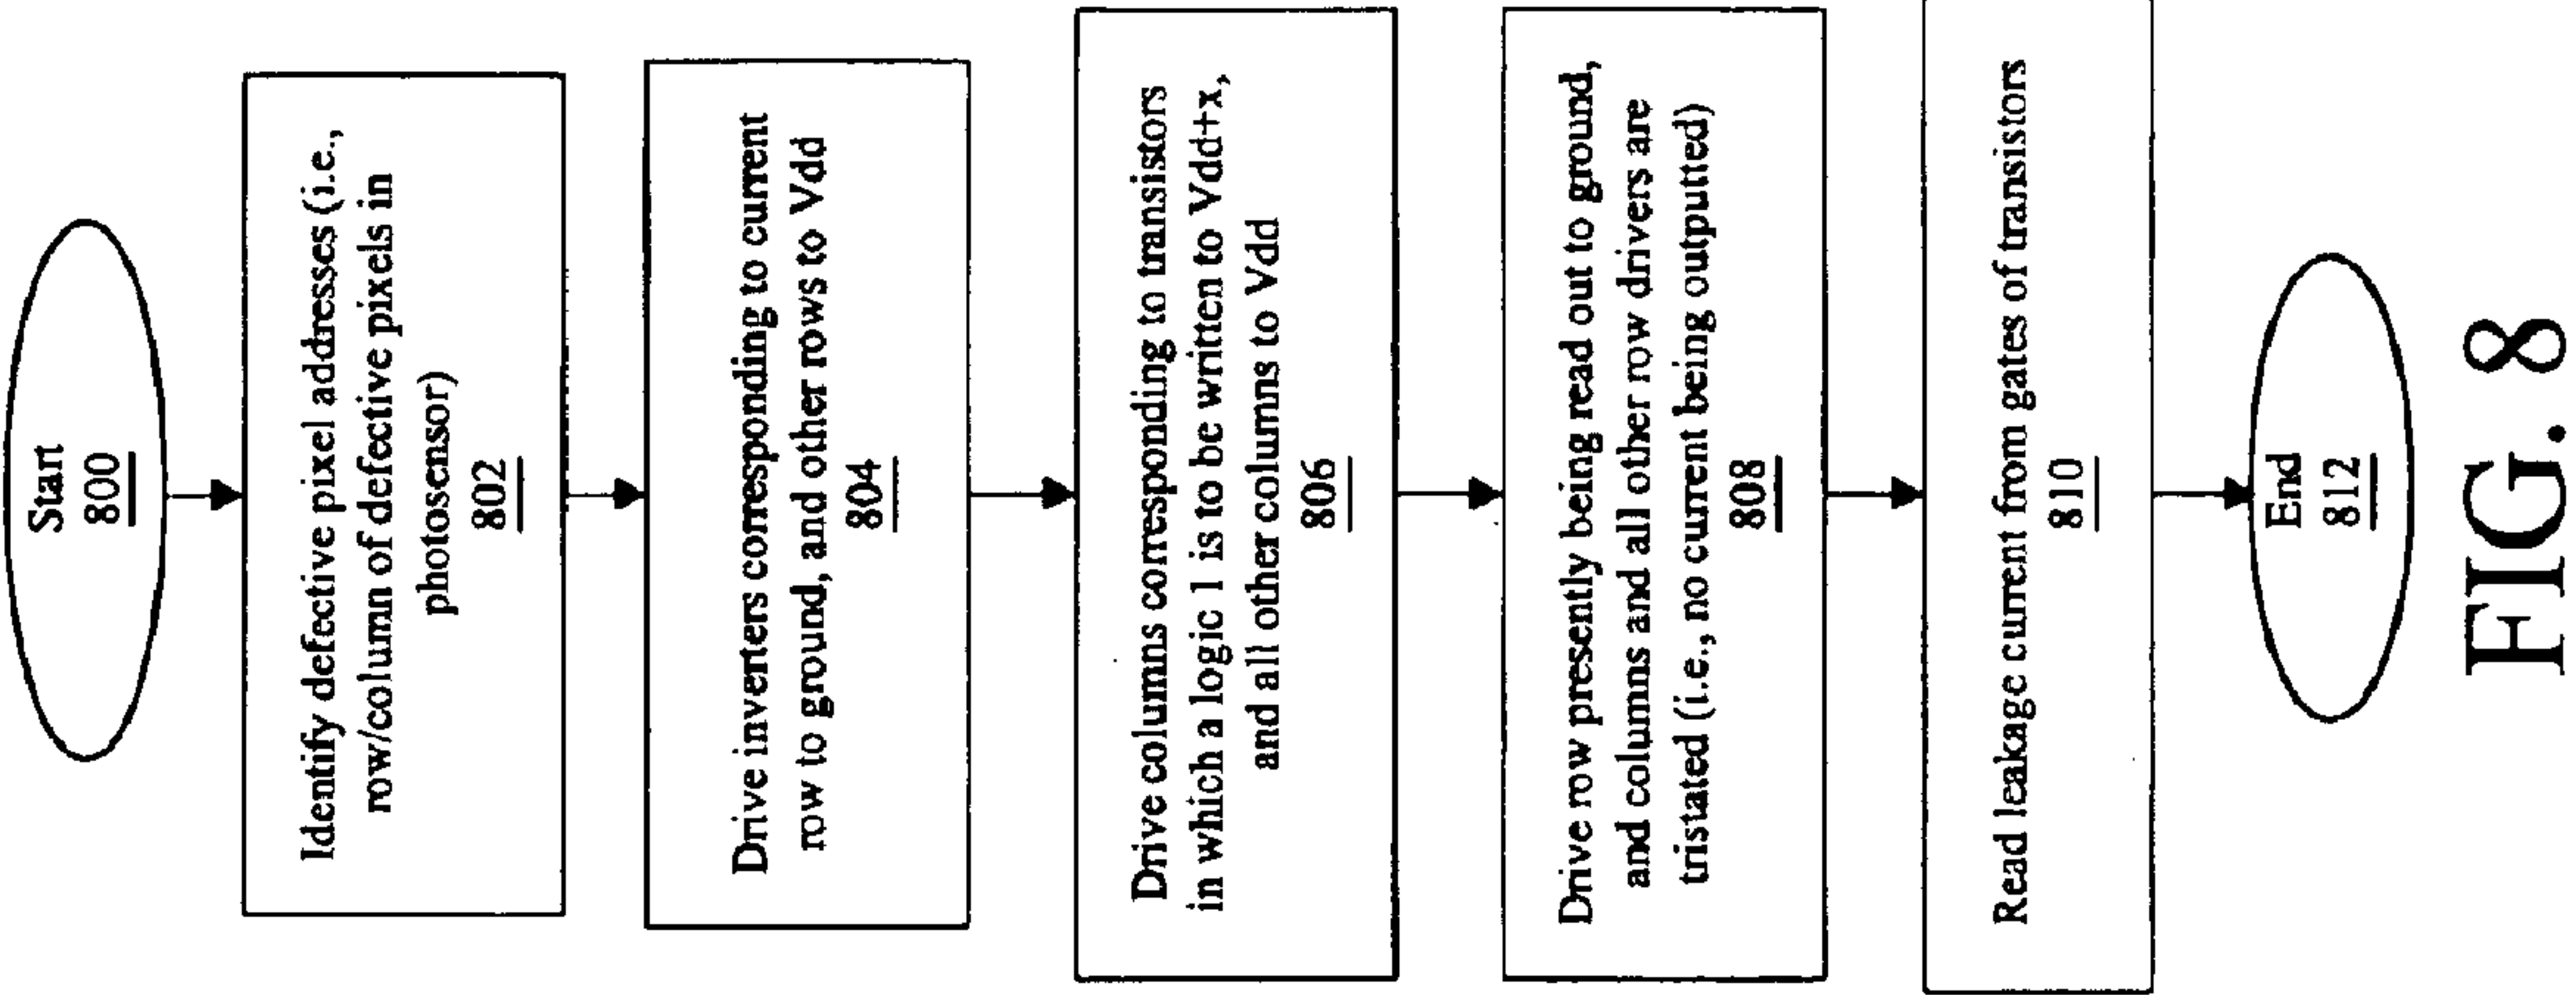 Start
800
Identify defective pixel addresses (i.e.,
row/column of defective pixels in
photosensor)
802
Drive inverters corresponding to current
row to ground, and other rows to Vdd
804
Drive columns corresponding to transistors
in which a logic 1 is to be written to Vdd+x,
and all other columns to Vdd
806
Drive row presently being read out to ground,
and columns and all other row drivers are
tristated (i.e., no current being outputted)
808
Read leakage current from gates of transistors
810
End
812
FIG. 8